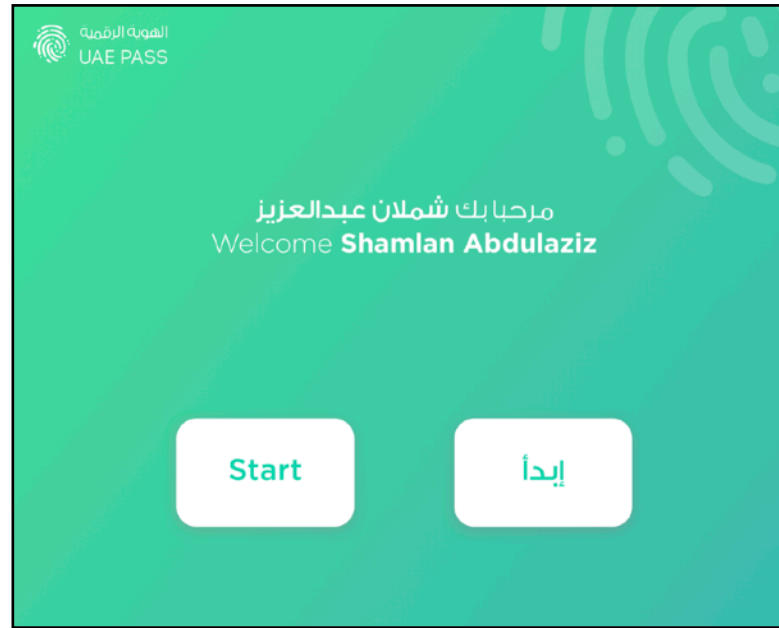 الهوية الرقمية
UAE PASS
مرحبا بك شملان عبدالعزيز
Welcome Shamlan Abdulaziz
Start
إبدأ